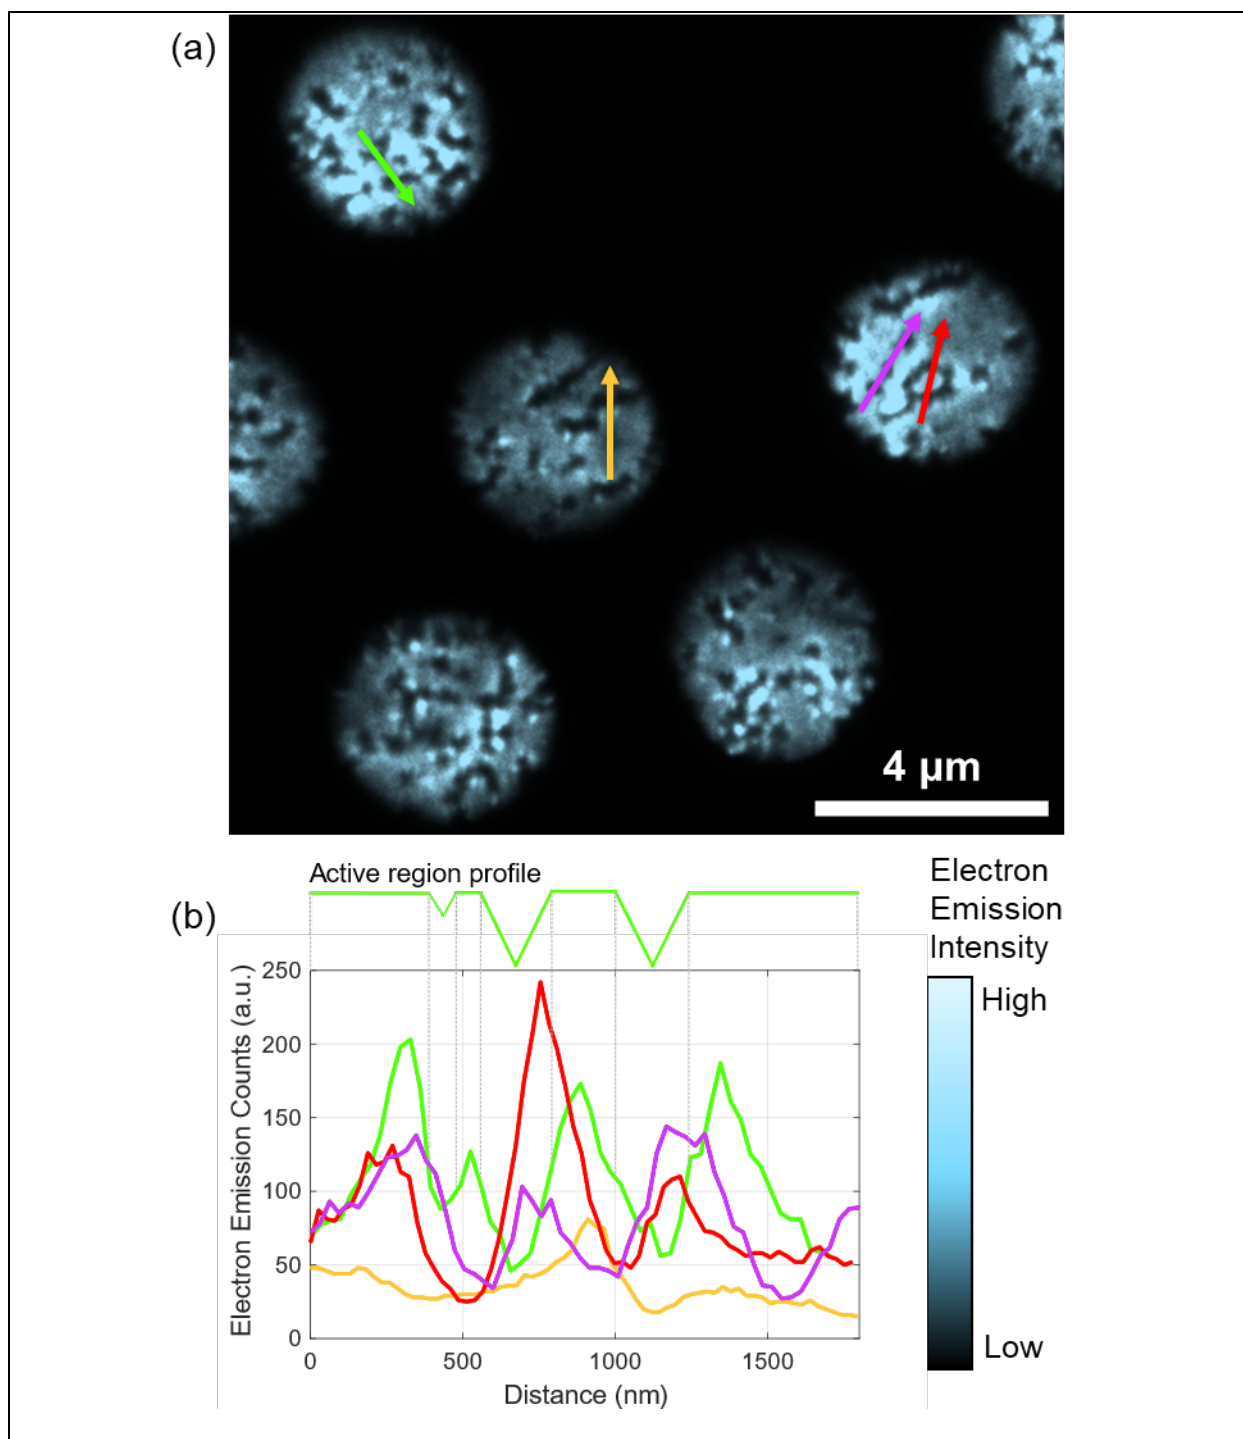 (a)
4 µm
Active region profile
(b)
Electron
Emission
Intensity
High
Low
Electron Emission Counts (a.u.)
250
200
150
100
50
0
0 500 1000 1500
Distance (nm)